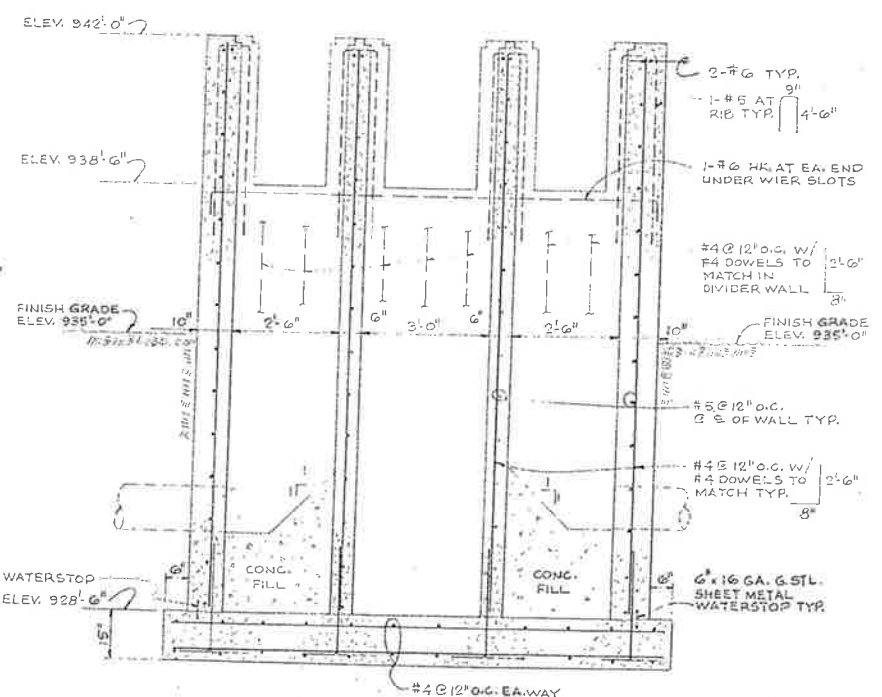 ELEV. 942'-0"
2-#6 TYP.
9"
1-#5 AT
RIB TYP.
4'-6"
ELEV. 938'-6"
1-#6 HK. AT EA. END
UNDER WIER SLOTS
#4 @ 12" O.C. W/
#4 DOWELS TO
MATCH IN
DIVIDER WALL
2'-6"
8"
FINISH GRADE
ELEV. 935'-0"
10"
2'-6"
6"
3'-0"
6"
2'-6"
10"
FINISH GRADE
ELEV. 935'-0"
#5 @ 12" O.C.
@ ℄ OF WALL TYP.
#4 @ 12" O.C. W/
#4 DOWELS TO
MATCH TYP.
2'-6"
8"
1
1
1
1
WATERSTOP
6"
CONC.
FILL
CONC.
FILL
6"
6" x 16 GA. G. STL.
SHEET METAL
WATERSTOP TYP.
ELEV. 928'-6"
15"
#4 @ 12" O.C. EA. WAY